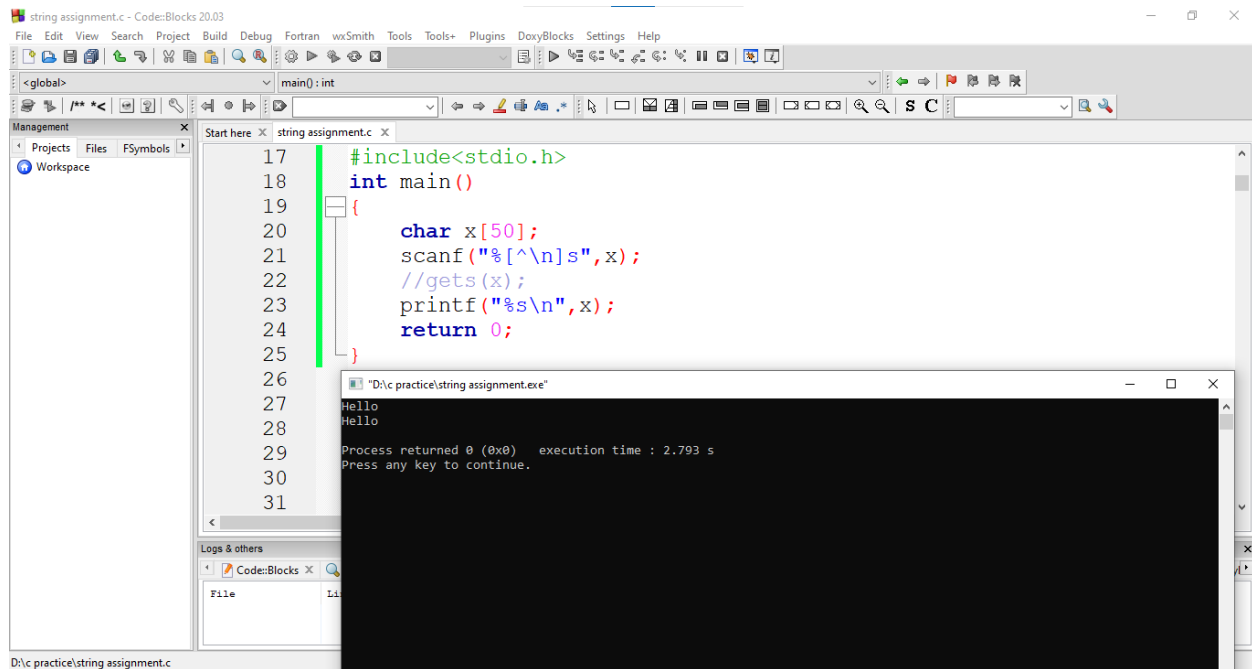 string assignment.c - Code::Blocks 20.03
File Edit View Search Project Build Debug Fortran wxSmith Tools Tools+ Plugins DoxyBlocks Settings Help
<global> main() : int
/** *<
S C
Management
Start here string assignment.c
Projects Files FSymbols
Workspace
17 #include<stdio.h>
18 int main()
19 {
20 char x[50];
21 scanf("%[^\n]s",x);
22 //gets(x);
23 printf("%s\n",x);
24 return 0;
25 }
26
27
28
29
30
31
"D:\c practice\string assignment.exe"
Hello
Hello
Process returned 0 (0x0) execution time : 2.793 s
Press any key to continue.
Logs & others
Code::Blocks
File
D:\c practice\string assignment.c